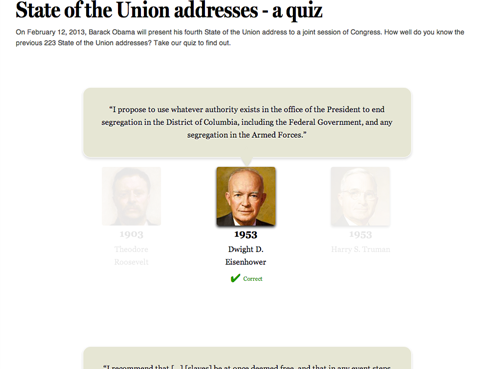 State of the Union addresses - a quiz
On February 12, 2013, Barack Obama will present his fourth State of the Union address to a joint session of Congress. How well do you know the
previous 223 State of the Union addresses? Take our quiz to find out.
"I propose to use whatever authority exists in the office of the President to end
segregation in the District of Columbia, including the Federal Government, and any
segregation in the Armed Forces."
1903 1953 1953
Theodore Dwight D. Harry S. Truman
Roosevelt Eisenhower
Correct
"I recommend that [...] [slaves] be at once deemed free, and that in any event steps